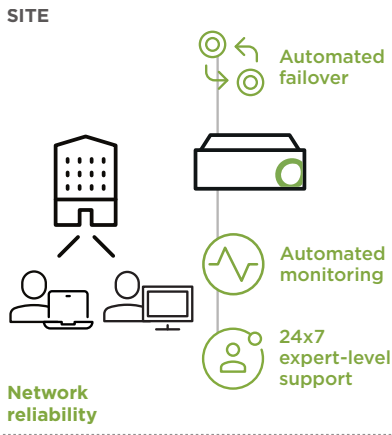 SITE
Automated
failover
Automated
monitoring
24x7
expert-level
support
Network
reliability